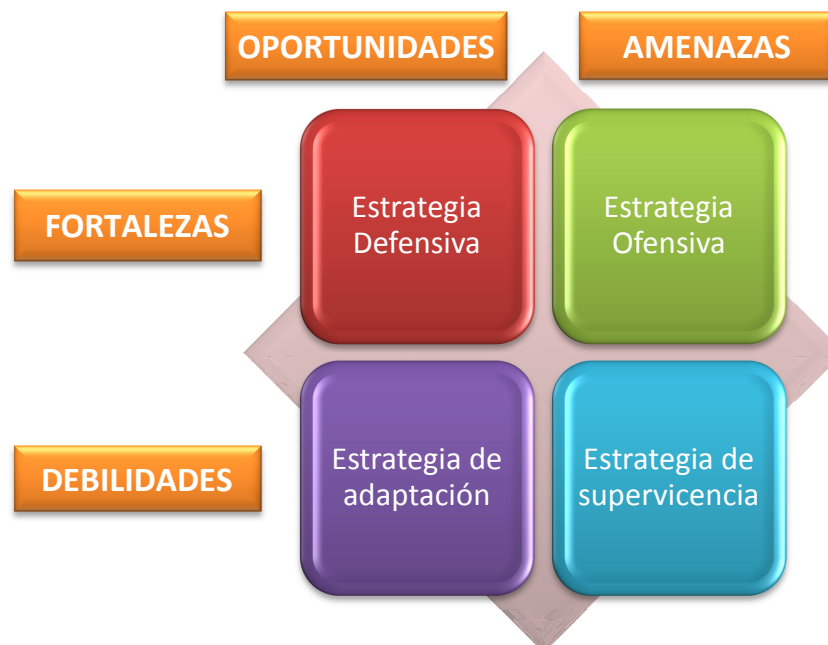 OPORTUNIDADES
AMENAZAS
FORTALEZAS
Estrategia
Defensiva
Estrategia
Ofensiva
DEBILIDADES
Estrategia de
adaptación
Estrategia de
supervicencia